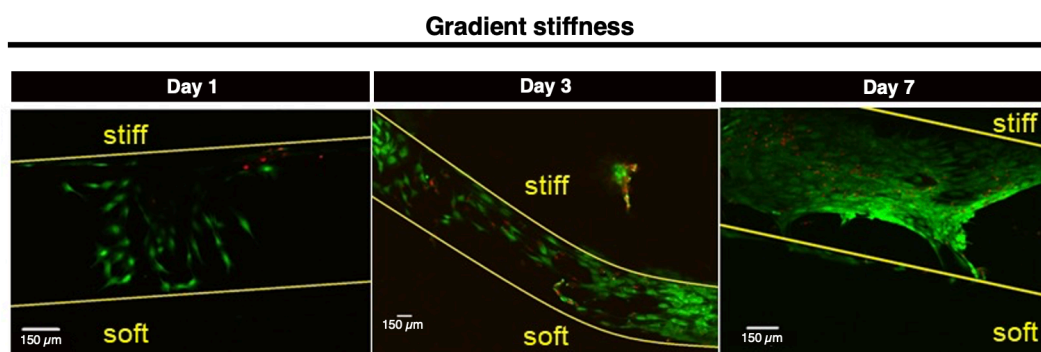 Gradient stiffness
Day 1
Day 3
Day 7
stiff
soft
150 µm
stiff
soft
150 µm
stiff
soft
150 µm